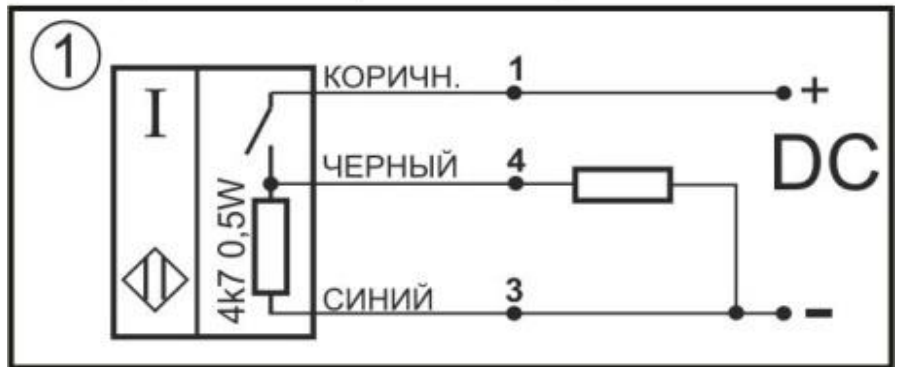 1
I
КОРИЧН. 1 +
ЧЕРНЫЙ 4 DC
4k7 0,5W
СИНИЙ 3 -